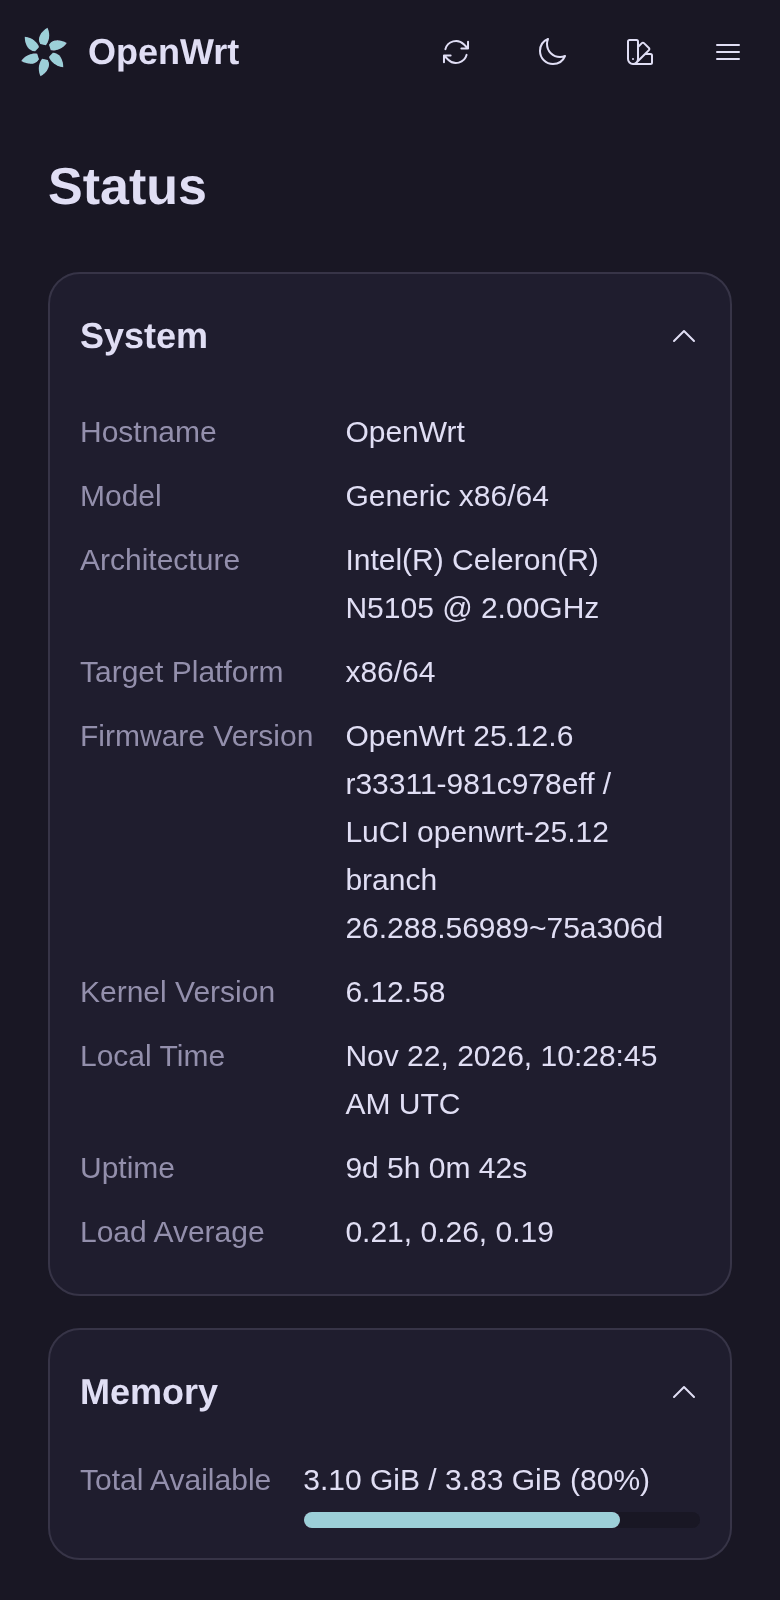 OpenWrt
Status
System
Hostname OpenWrt
Model Generic x86/64
Architecture Intel(R) Celeron(R)
N5105 @ 2.00GHz
Target Platform x86/64
Firmware Version OpenWrt 25.12.6
r33311-981c978eff /
LuCI openwrt-25.12
branch
26.288.56989~75a306d
Kernel Version 6.12.58
Local Time Nov 22, 2026, 10:28:45
AM UTC
Uptime 9d 5h 0m 42s
Load Average 0.21, 0.26, 0.19
Memory
Total Available 3.10 GiB / 3.83 GiB (80%)